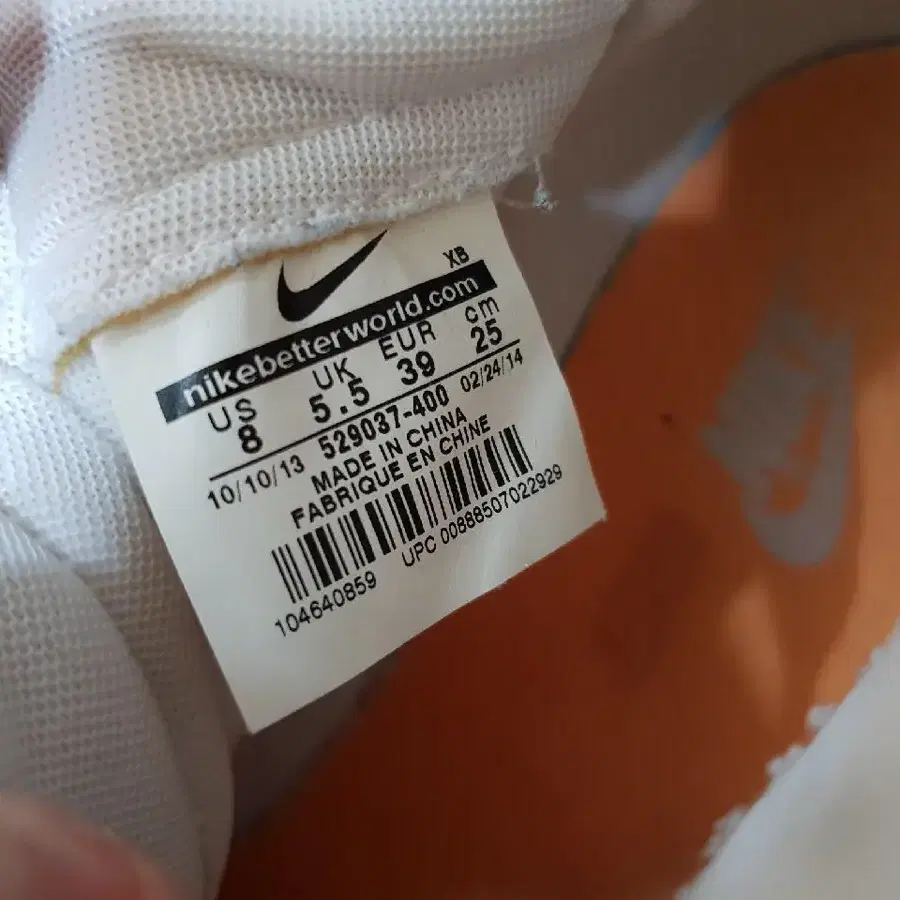 XB
nikebetterworld.com
US UK EUR cm
8 5.5 39 25
10/10/13 529037-400 02/24/14
MADE IN CHINA
FABRIQUE EN CHINE
104640859 UPC 00888507022929